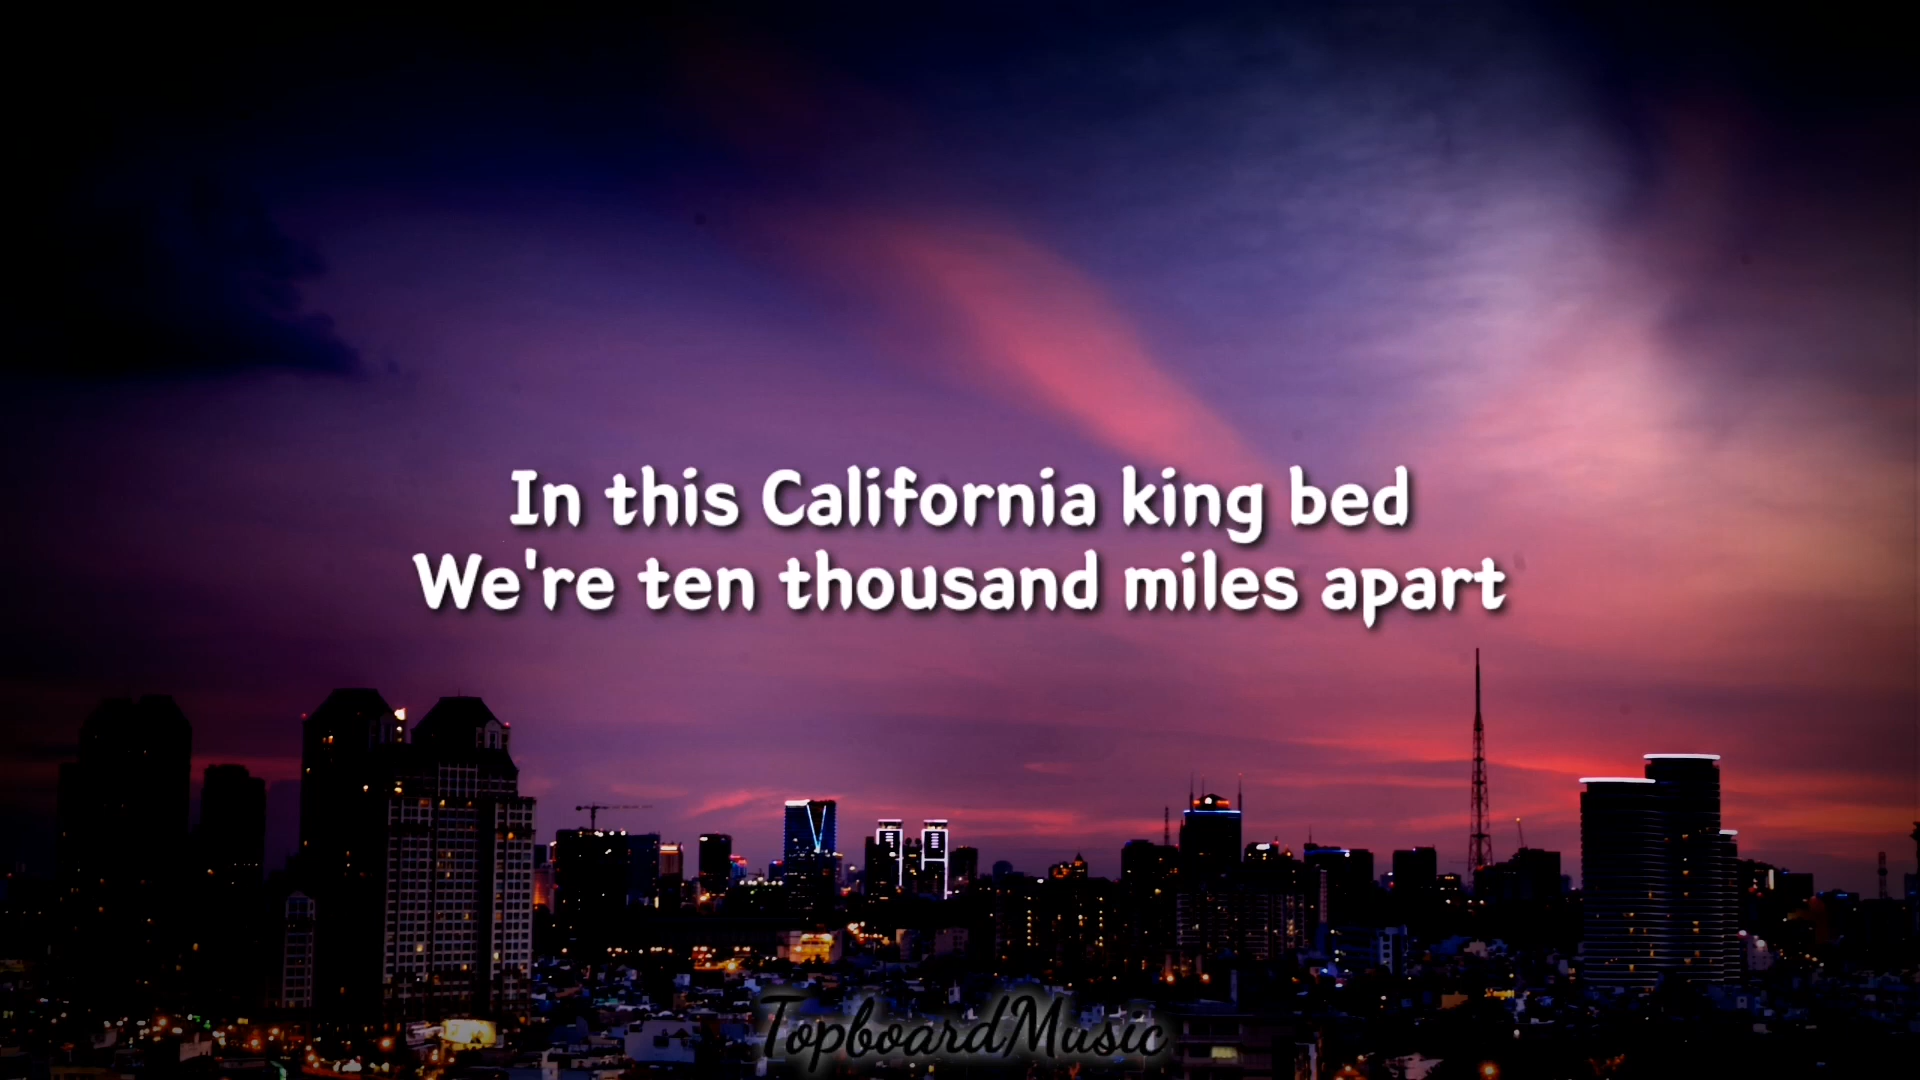 In this California king bed
We're ten thousand miles apart
TopboardMusic